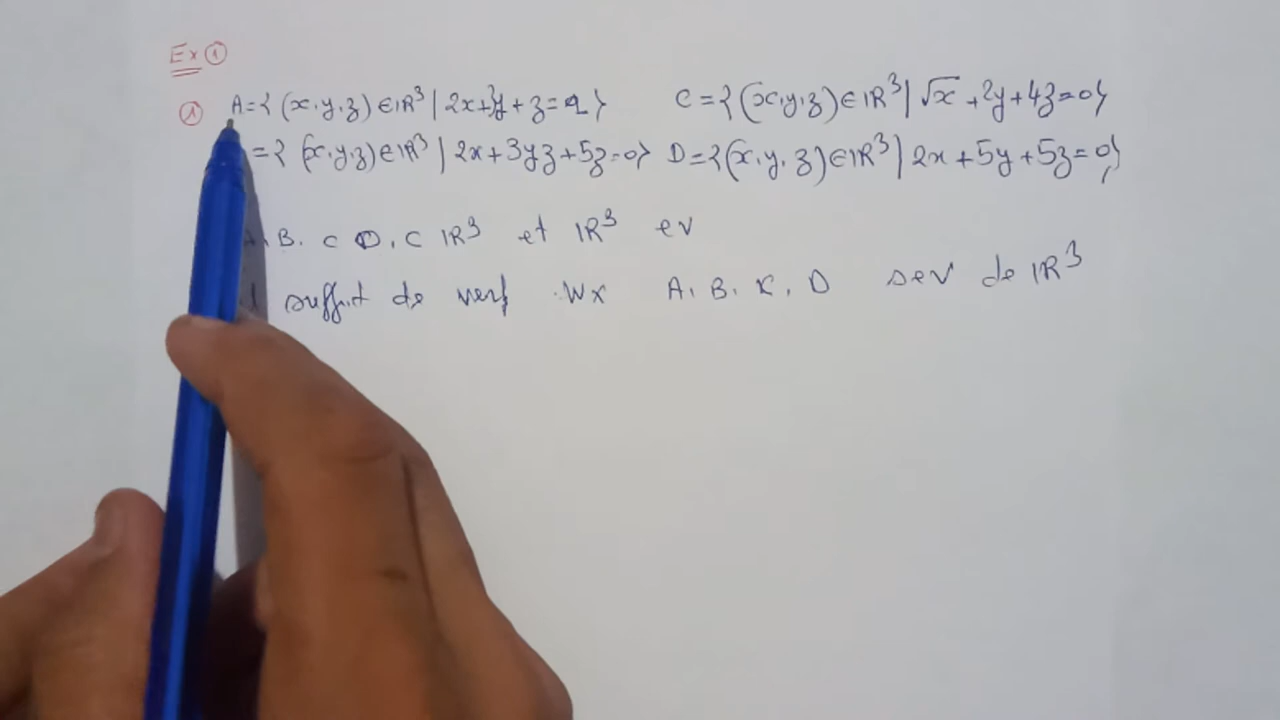 Ex ①
① A={(x,y,z)∈IR³| 2x+3y+z=1} C={(x,y,z)∈IR³| √x+2y+4z=0}
={(x,y,z)∈IR³| 2x+3yz+5z=0} D={(x,y,z)∈IR³| 2x+5y+5z=0},
B. C D, ⊂ IR³ et IR³ ev
suffit de verf A, B, C, D sev de IR³